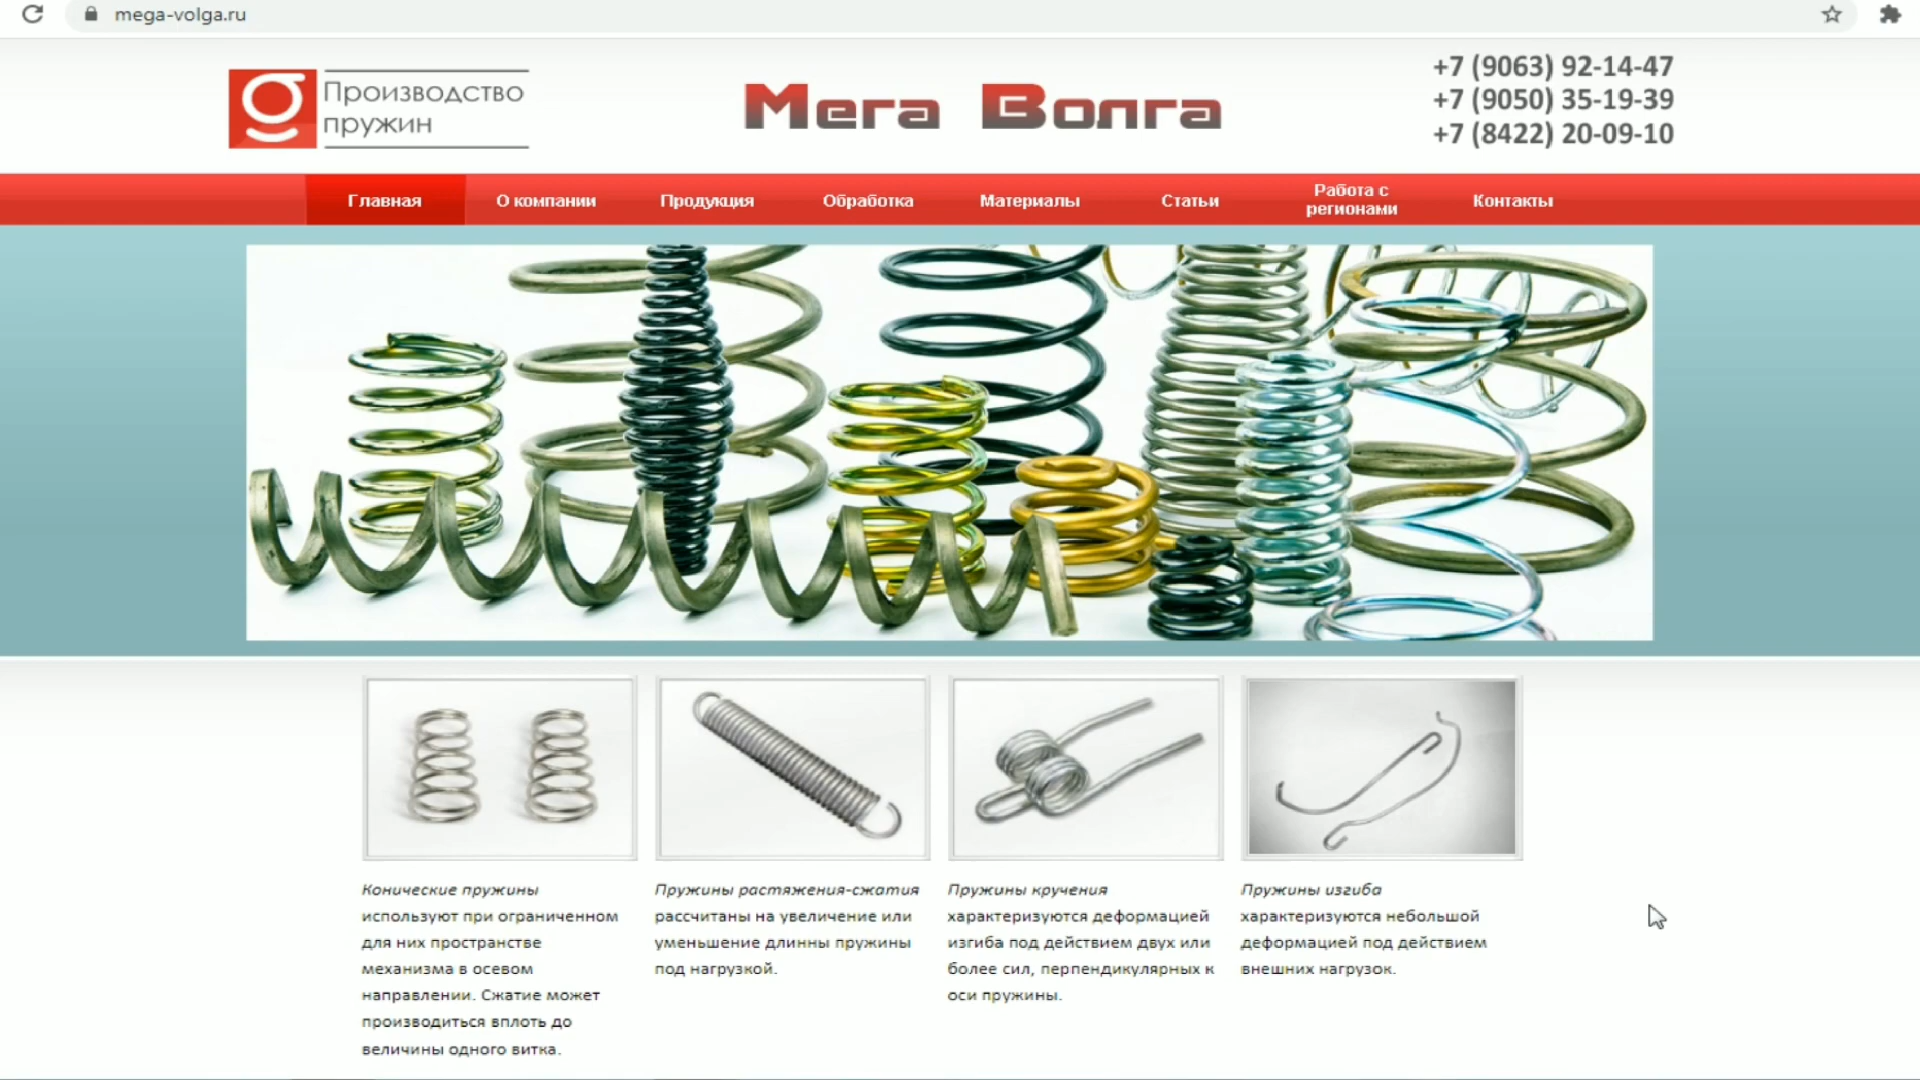 mega-volga.ru
Производство
пружин
Мега Волга
+7 (9063) 92-14-47
+7 (9050) 35-19-39
+7 (8422) 20-09-10
Главная
О компании
Продукция
Обработка
Материалы
Статьи
Работа с
регионами
Контакты
Конические пружины
используют при ограниченном
для них пространстве
механизма в осевом
направлении. Сжатие может
производиться вплоть до
величины одного витка.
Пружины растяжения-сжатия
рассчитаны на увеличение или
уменьшение длинны пружины
под нагрузкой.
Пружины кручения
характеризуются деформацией
изгиба под действием двух или
более сил, перпендикулярных к
оси пружины.
Пружины изгиба
характеризуются небольшой
деформацией под действием
внешних нагрузок.